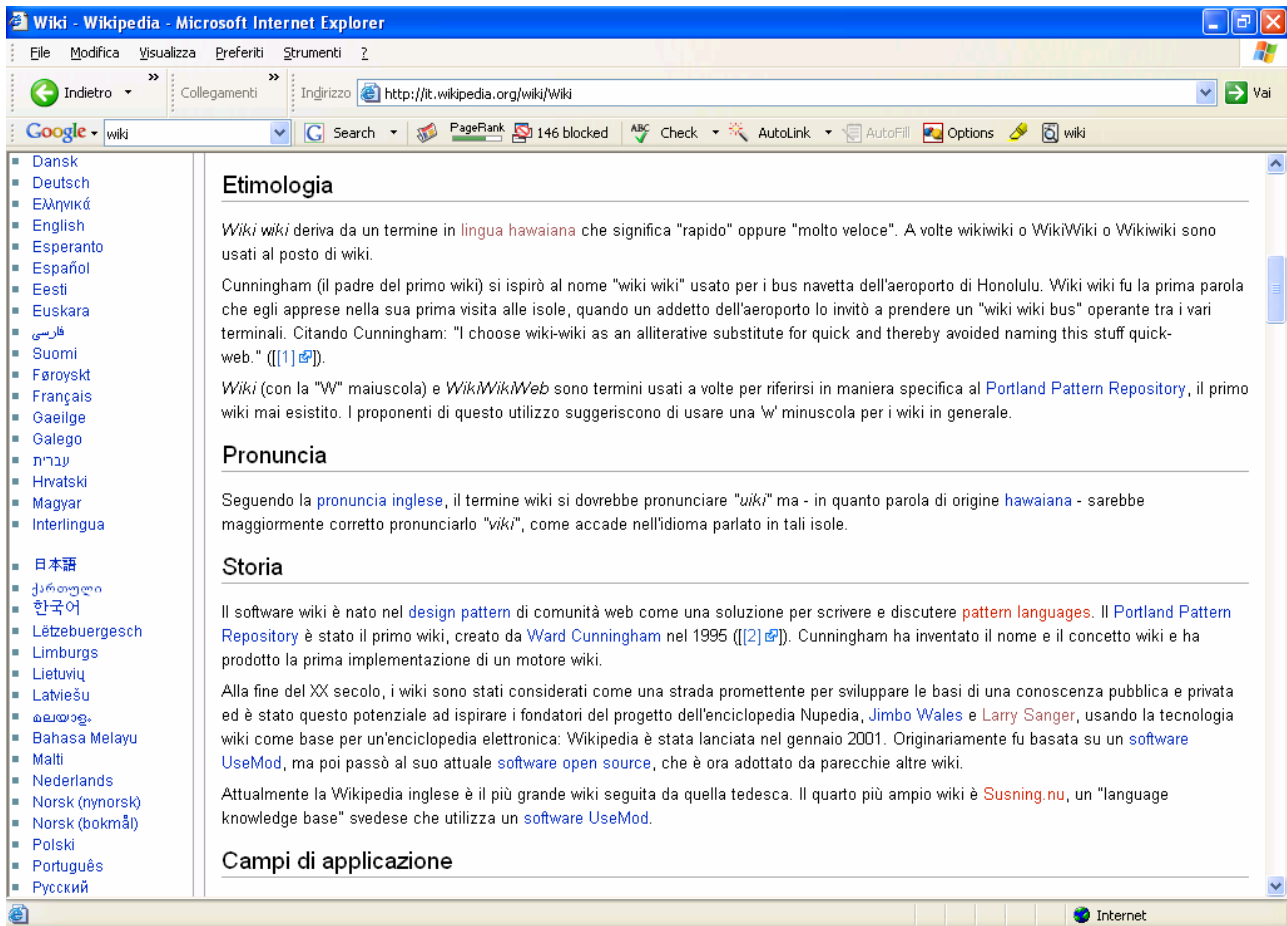 Wiki - Wikipedia - Microsoft Internet Explorer
File Modifica Visualizza Preferiti Strumenti ?
Indietro » Collegamenti » Indirizzo http://it.wikipedia.org/wiki/Wiki Vai
Google wiki G Search PageRank 146 blocked ABC Check AutoLink AutoFill Options wiki
Dansk
Deutsch
Ελληνικά
English
Esperanto
Español
Eesti
Euskara
فارسی
Suomi
Føroyskt
Français
Gaeilge
Galego
עברית
Hrvatski
Magyar
Interlingua
日本語
ქართული
한국어
Lëtzebuergesch
Limburgs
Lietuvių
Latviešu
മലയാളം
Bahasa Melayu
Malti
Nederlands
Norsk (nynorsk)
Norsk (bokmål)
Polski
Português
Русский
Etimologia
Wiki wiki deriva da un termine in lingua hawaiana che significa "rapido" oppure "molto veloce". A volte wikiwiki o WikiWiki o Wikiwiki sono
usati al posto di wiki.
Cunningham (il padre del primo wiki) si ispirò al nome "wiki wiki" usato per i bus navetta dell'aeroporto di Honolulu. Wiki wiki fu la prima parola
che egli apprese nella sua prima visita alle isole, quando un addetto dell'aeroporto lo invitò a prendere un "wiki wiki bus" operante tra i vari
terminali. Citando Cunningham: "I choose wiki-wiki as an alliterative substitute for quick and thereby avoided naming this stuff quick-
web." ([[1]]).
Wiki (con la "W" maiuscola) e WikiWikiWeb sono termini usati a volte per riferirsi in maniera specifica al Portland Pattern Repository, il primo
wiki mai esistito. I proponenti di questo utilizzo suggeriscono di usare una 'w' minuscola per i wiki in generale.
Pronuncia
Seguendo la pronuncia inglese, il termine wiki si dovrebbe pronunciare "uiki" ma - in quanto parola di origine hawaiana - sarebbe
maggiormente corretto pronunciarlo "viki", come accade nell'idioma parlato in tali isole.
Storia
Il software wiki è nato nel design pattern di comunità web come una soluzione per scrivere e discutere pattern languages. Il Portland Pattern
Repository è stato il primo wiki, creato da Ward Cunningham nel 1995 ([[2]]). Cunningham ha inventato il nome e il concetto wiki e ha
prodotto la prima implementazione di un motore wiki.
Alla fine del XX secolo, i wiki sono stati considerati come una strada promettente per sviluppare le basi di una conoscenza pubblica e privata
ed è stato questo potenziale ad ispirare i fondatori del progetto dell'enciclopedia Nupedia, Jimbo Wales e Larry Sanger, usando la tecnologia
wiki come base per un'enciclopedia elettronica: Wikipedia è stata lanciata nel gennaio 2001. Originariamente fu basata su un software
UseMod, ma poi passò al suo attuale software open source, che è ora adottato da parecchie altre wiki.
Attualmente la Wikipedia inglese è il più grande wiki seguita da quella tedesca. Il quarto più ampio wiki è Susning.nu, un "language
knowledge base" svedese che utilizza un software UseMod.
Campi di applicazione
Internet